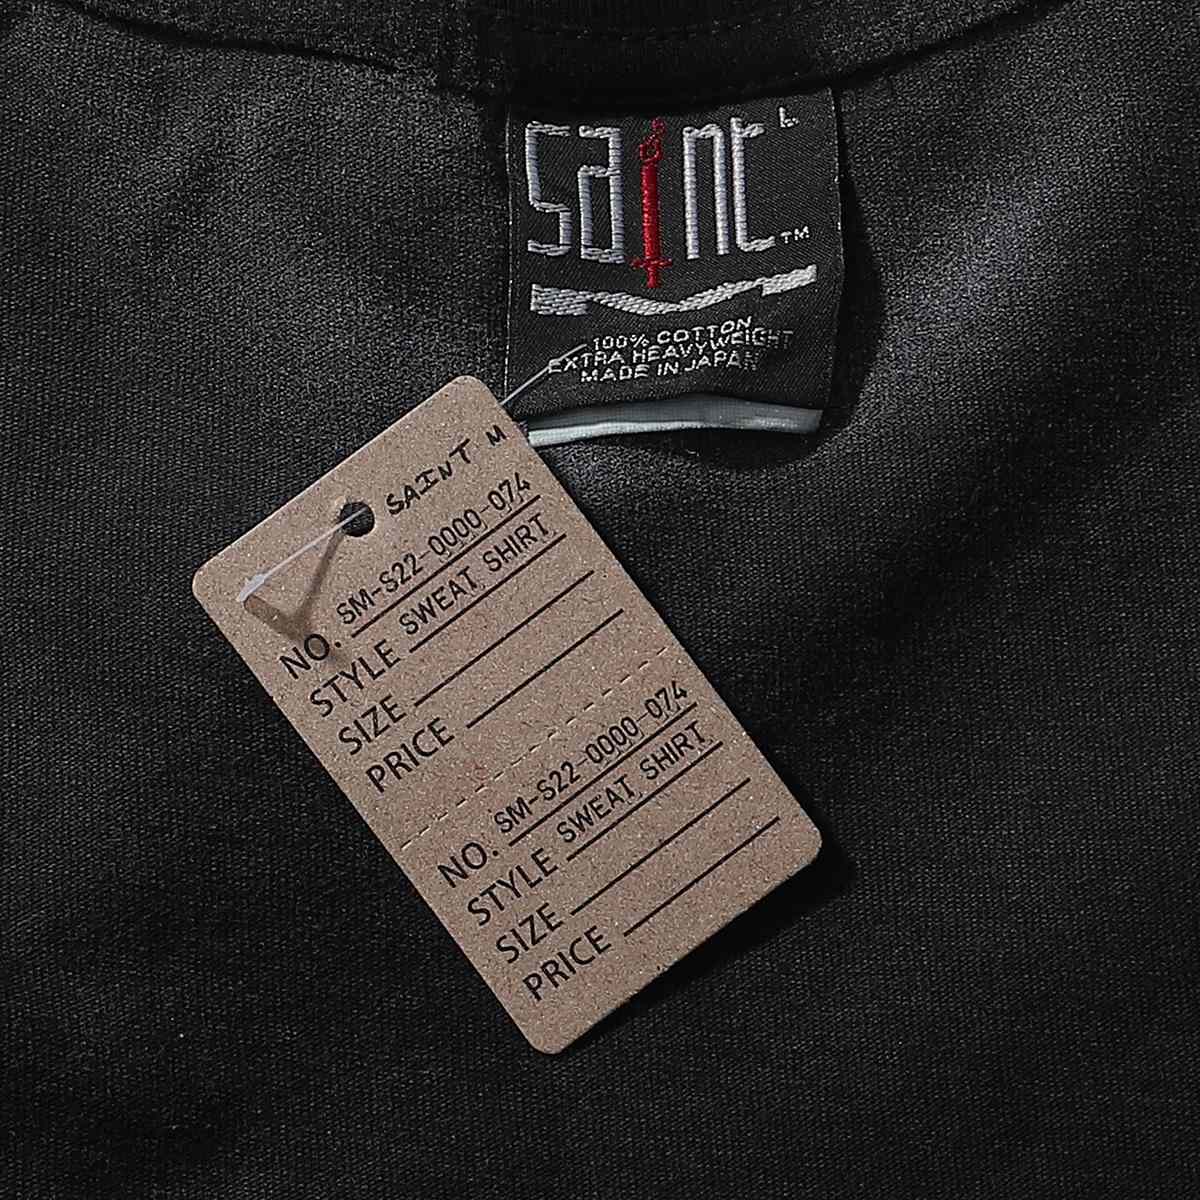 saint L
™
100% COTTON
EXTRA HEAVYWEIGHT
MADE IN JAPAN
SAINT M
NO. SM-S22-0000-074
STYLE SWEAT SHIRT
SIZE
PRICE
NO. SM-S22-0000-074
STYLE SWEAT SHIRT
SIZE
PRICE